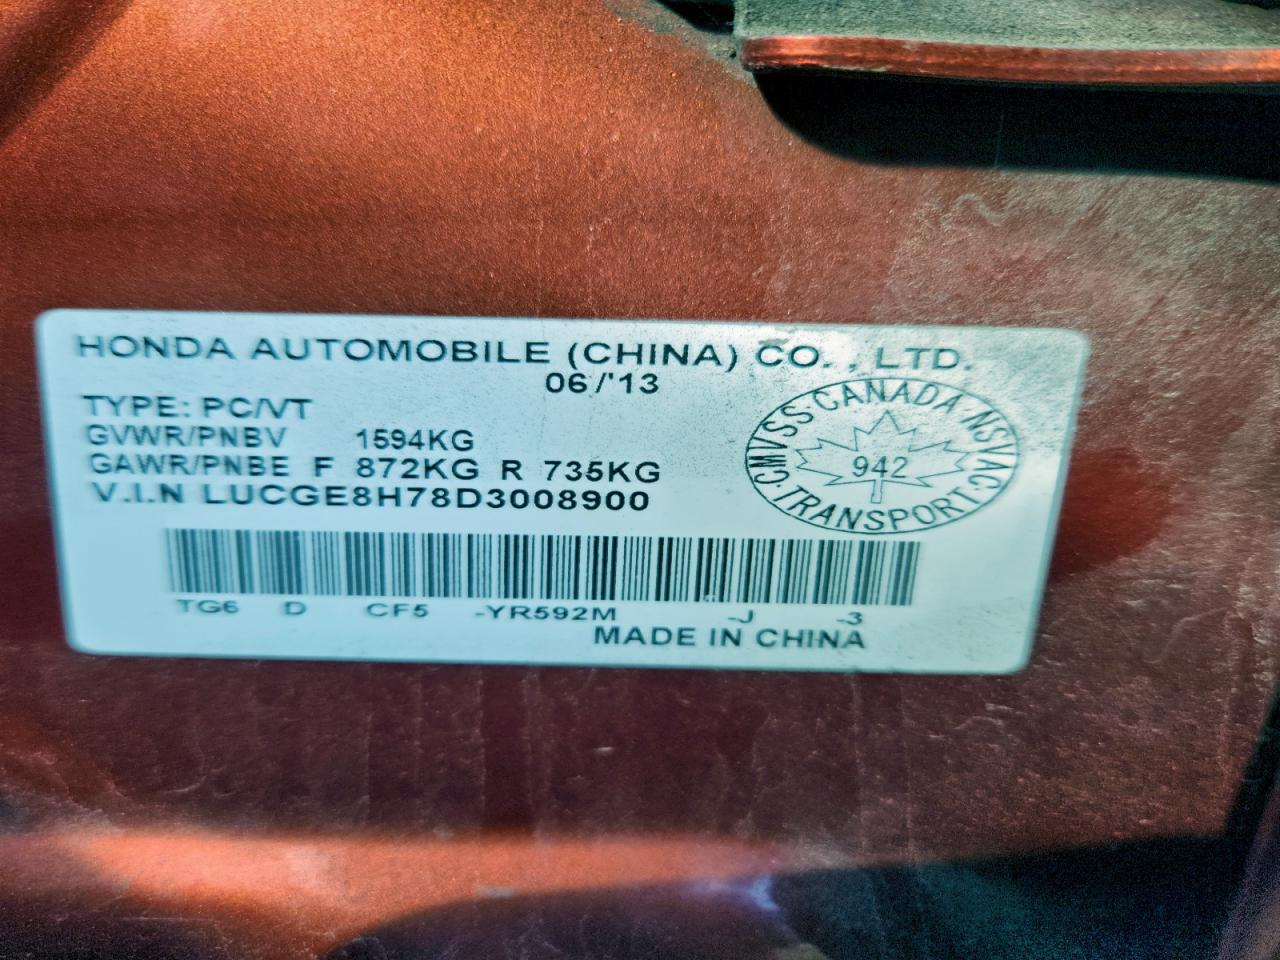 HONDA AUTOMOBILE (CHINA) CO., LTD.
06/'13
TYPE: PC/VT
GVWR/PNBV 1594KG
GAWR/PNBE F 872KG R 735KG
V.I.N LUCGE8H78D3008900
CMVSS·CANADA·NSVAC·TRANSPORT·
942
TG6 D CF5 -YR592M -J -3
MADE IN CHINA